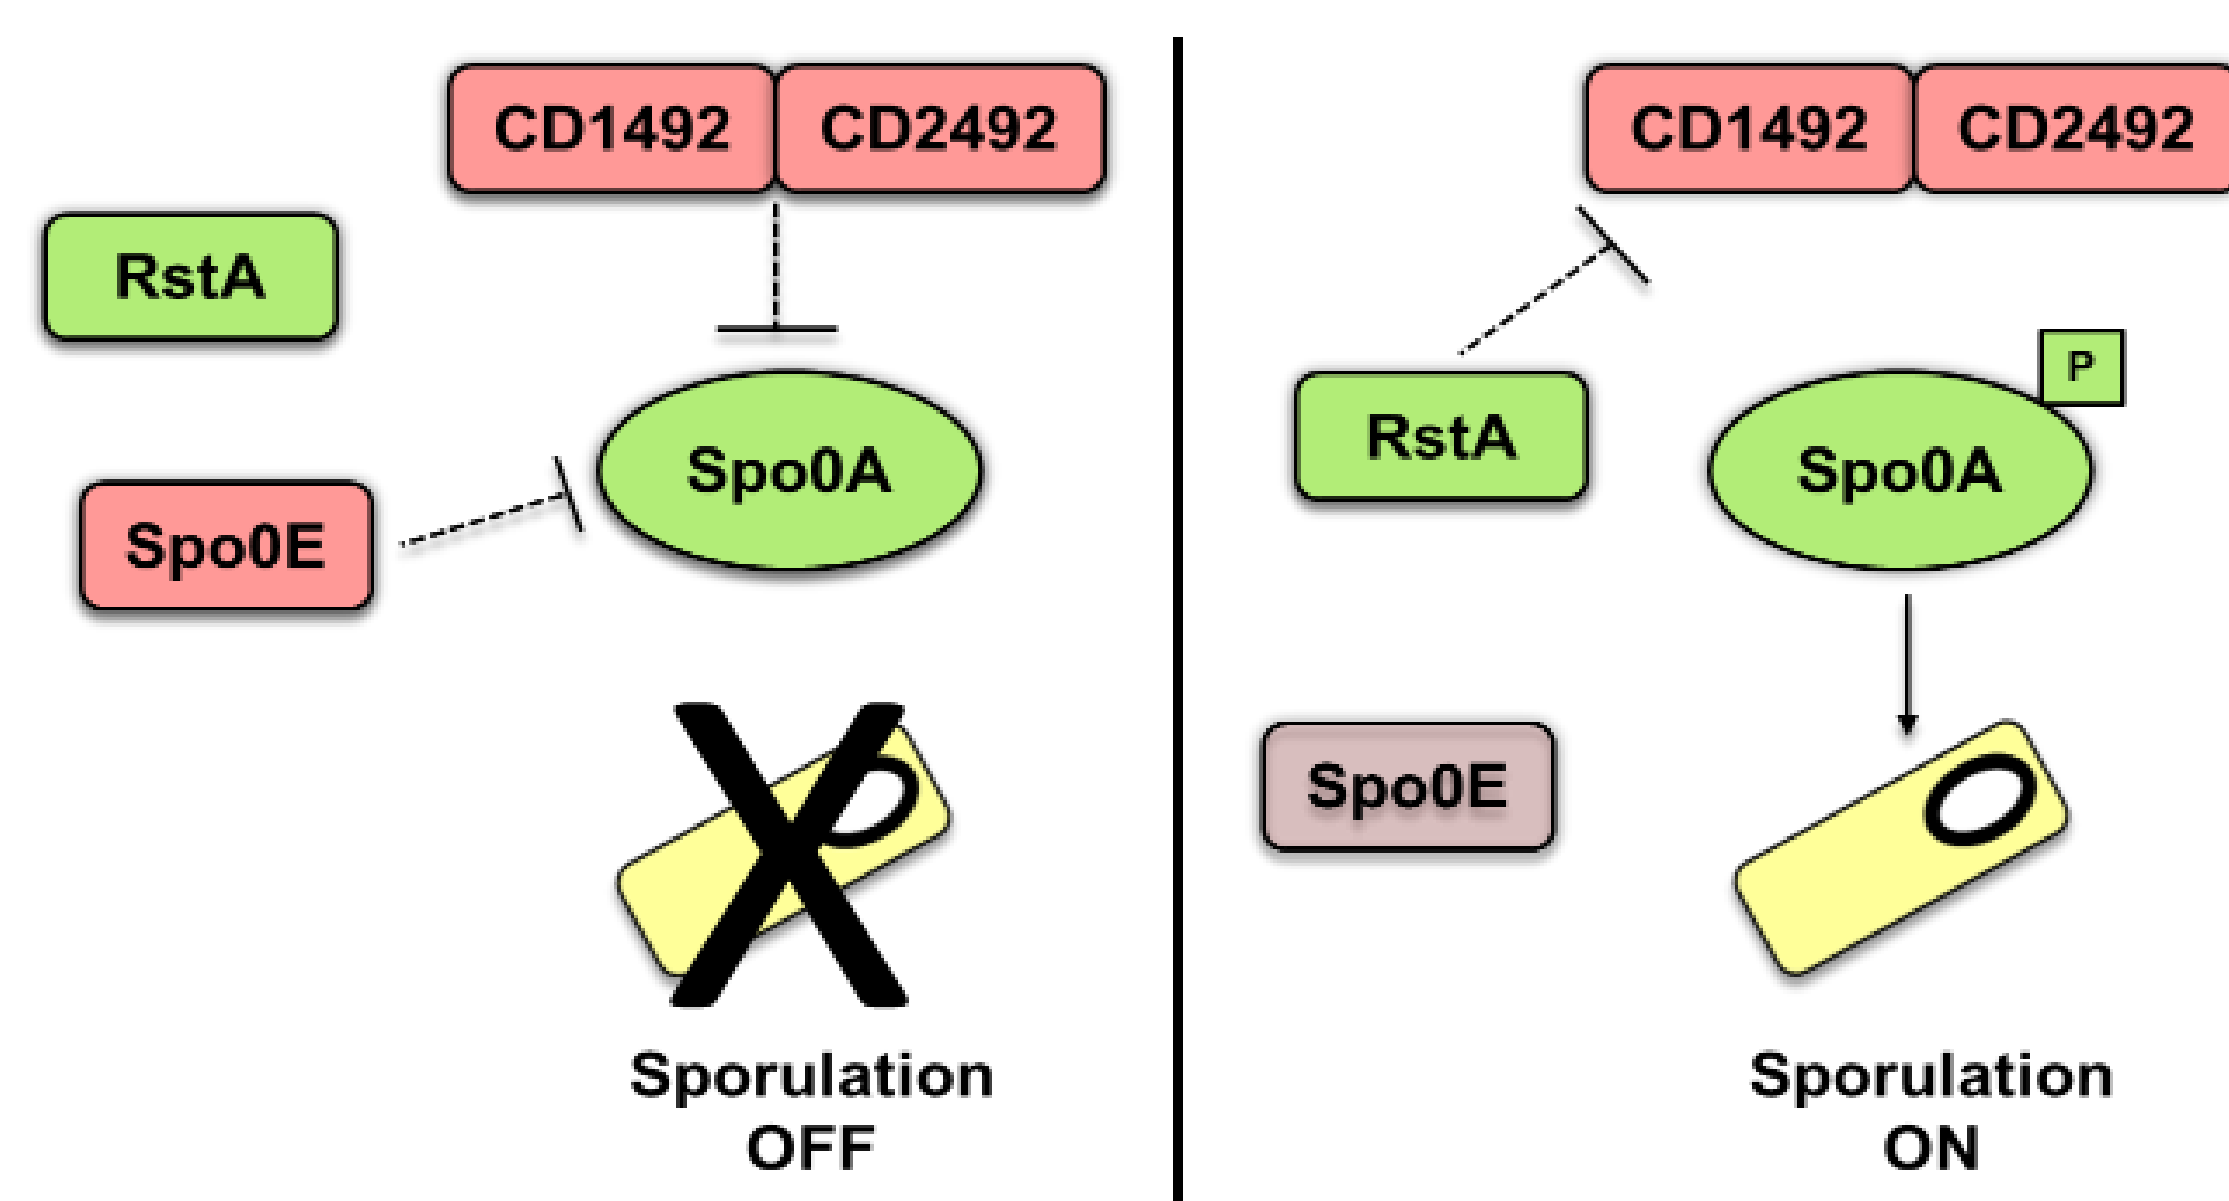 CD1492 CD2492
RstA
Spo0A
Spo0E
Sporulation
OFF
CD1492 CD2492
P
RstA
Spo0A
Spo0E
Sporulation
ON